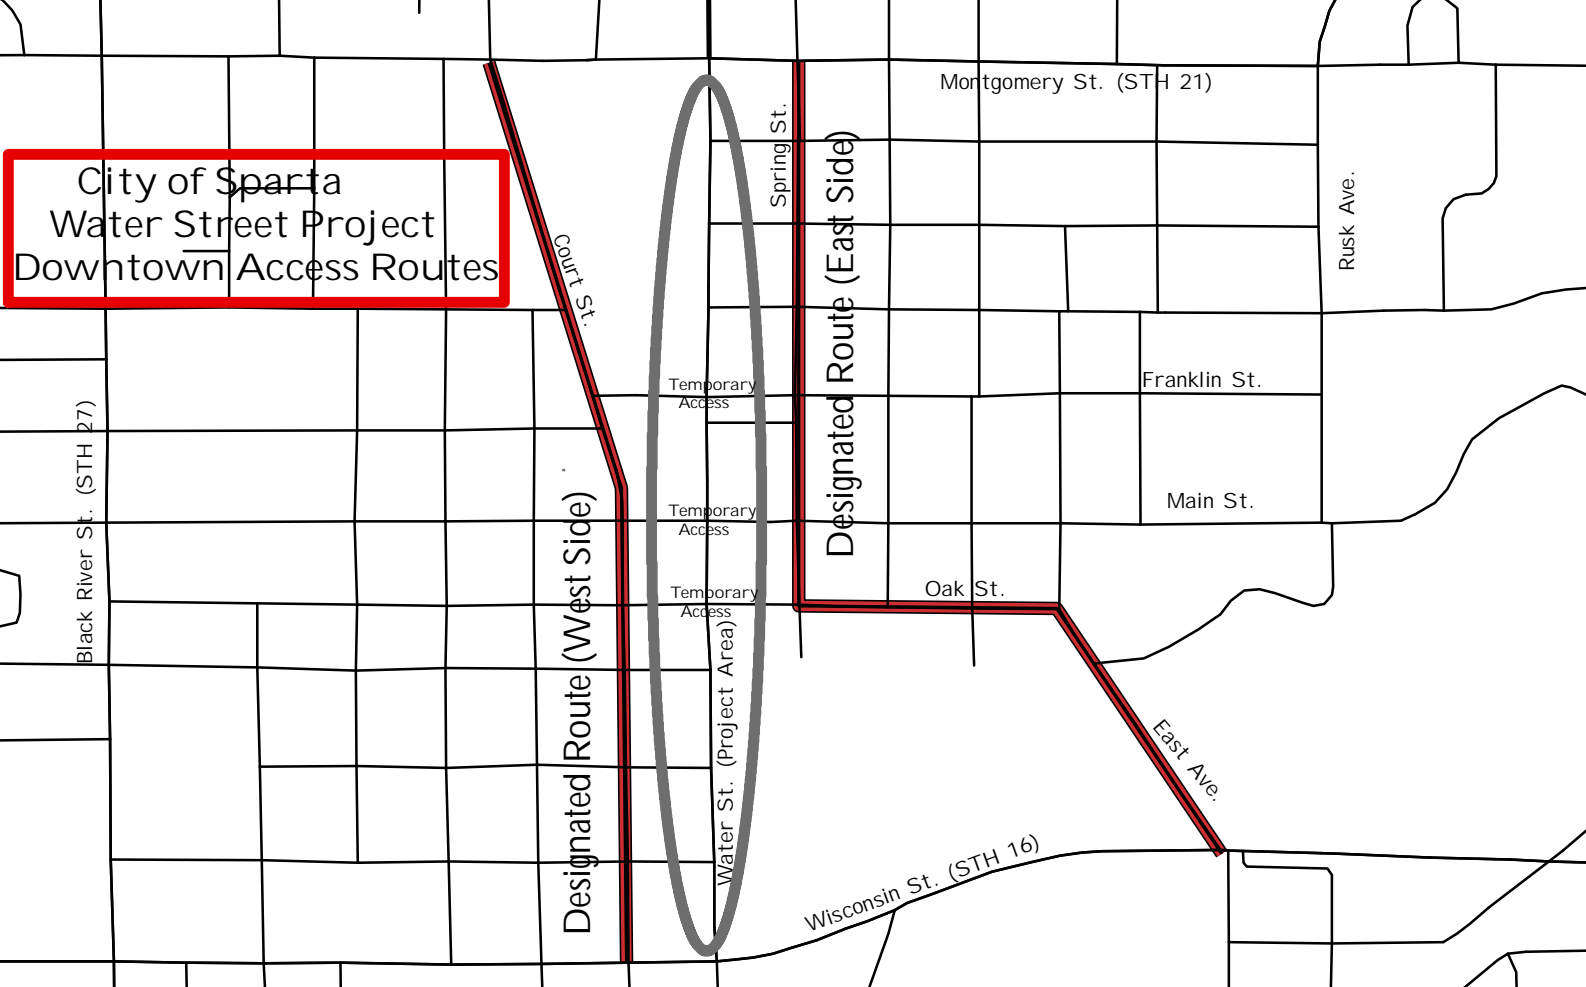 Montgomery St. (STH 21)
Spring St.
City of Sparta
Water Street Project
Downtown Access Routes
Court St.
Designated Route (East Side)
Rusk Ave.
Temporary
Access
Franklin St.
Black River St. (STH 27)
Temporary
Access
Main St.
Designated Route (West Side)
Temporary
Access
Oak St.
Water St. (Project Area)
East Ave.
Wisconsin St. (STH 16)